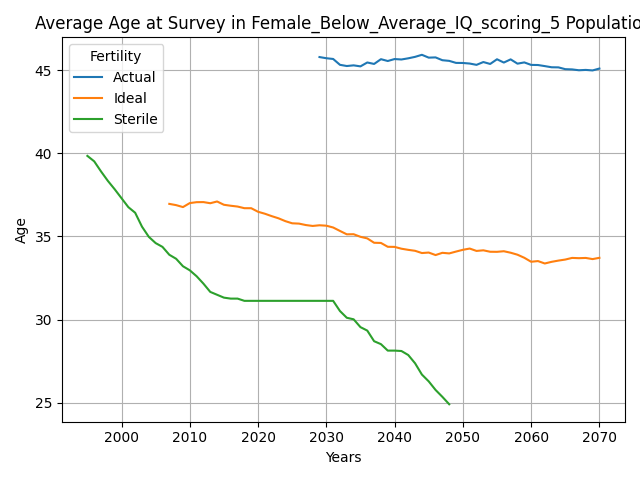 Average Age at Survey in Female_Below_Average_IQ_scoring_5 Populatio
Fertility
Actual
Ideal
Sterile
45
40
35
30
25
Age
2000 2010 2020 2030 2040 2050 2060 2070
Years